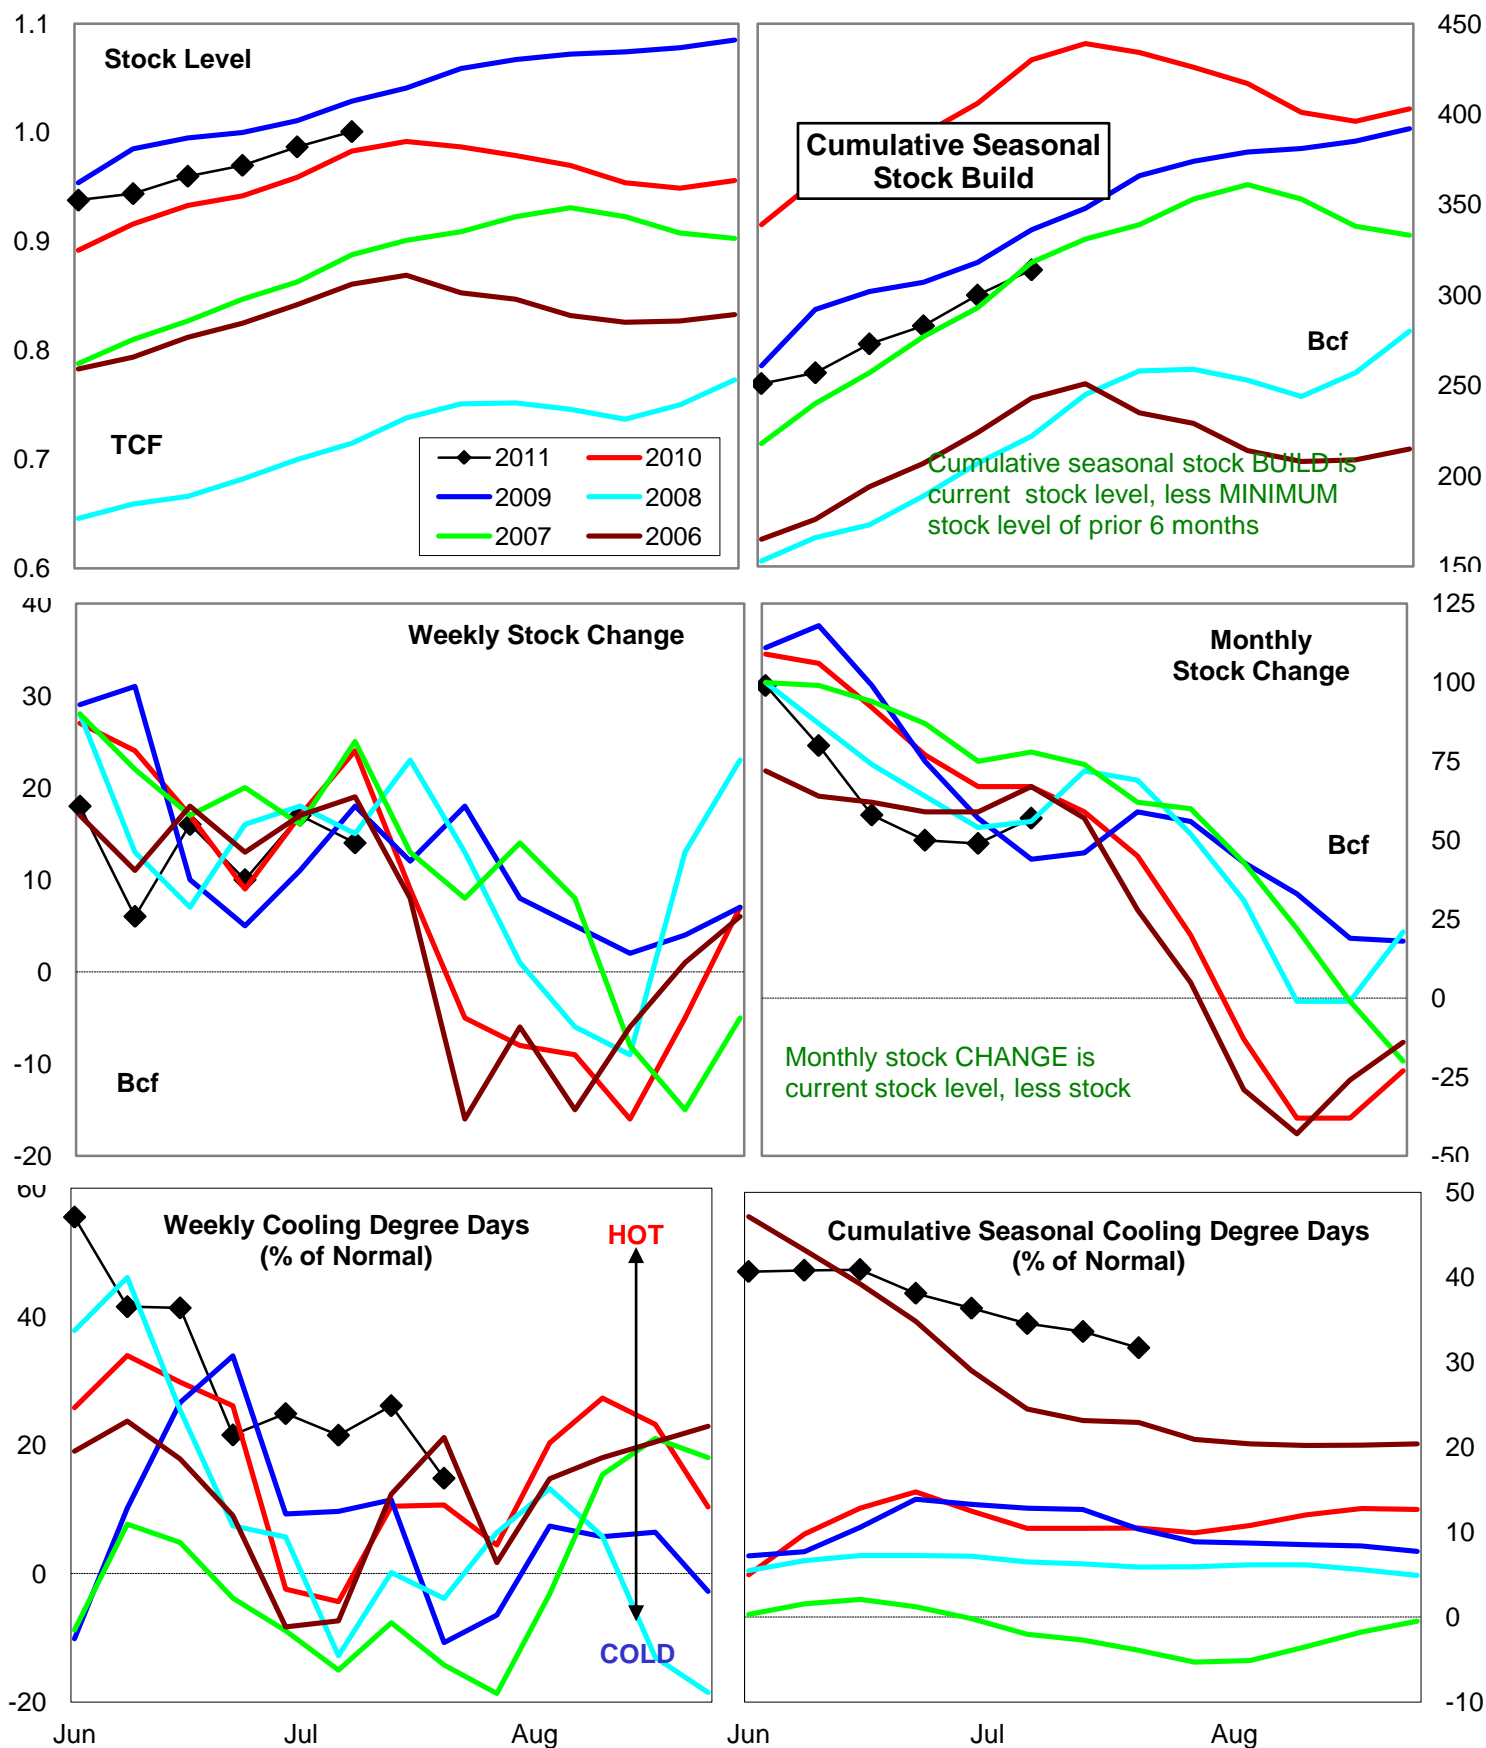 1.1
1.0
0.9
0.8
0.7
0.6
Stock Level
TCF
2011
2010
2009
2008
2007
2006
450
400
350
300
250
200
150
Cumulative Seasonal
Stock Build
Bcf
Cumulative seasonal stock BUILD is
current stock level, less MINIMUM
stock level of prior 6 months
40
30
20
10
0
-10
-20
Weekly Stock Change
Bcf
125
100
75
50
25
0
-25
-50
Monthly
Stock Change
Bcf
Monthly stock CHANGE is
current stock level, less stock
60
40
20
0
-20
Weekly Cooling Degree Days
(% of Normal)
HOT
COLD
Jun
Jul
Aug
50
40
30
20
10
0
-10
Cumulative Seasonal Cooling Degree Days
(% of Normal)
Jun
Jul
Aug